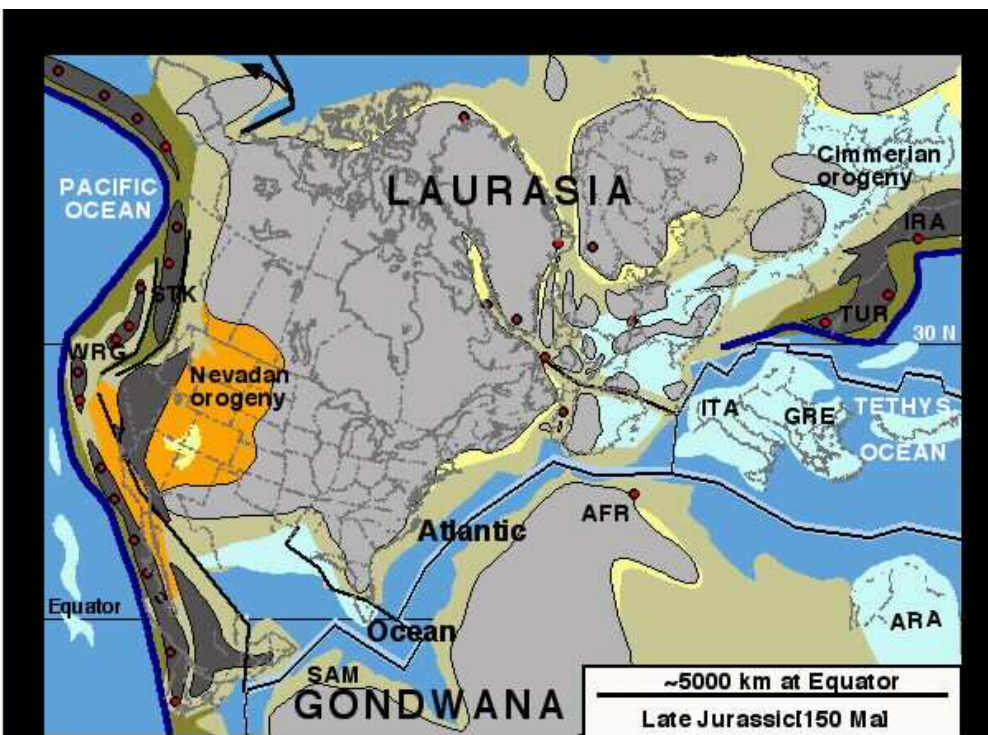 LAURASIA
Cimmerian
orogeny
PACIFIC
OCEAN
IRA
STK
TUR
30 N
WRG
Nevadan
orogeny
ITA
GRE
TETHYS
OCEAN
AFR
Atlantic
Equator
ARA
Ocean
SAM
GONDWANA
~5000 km at Equator
Late Jurassic[150 Ma]